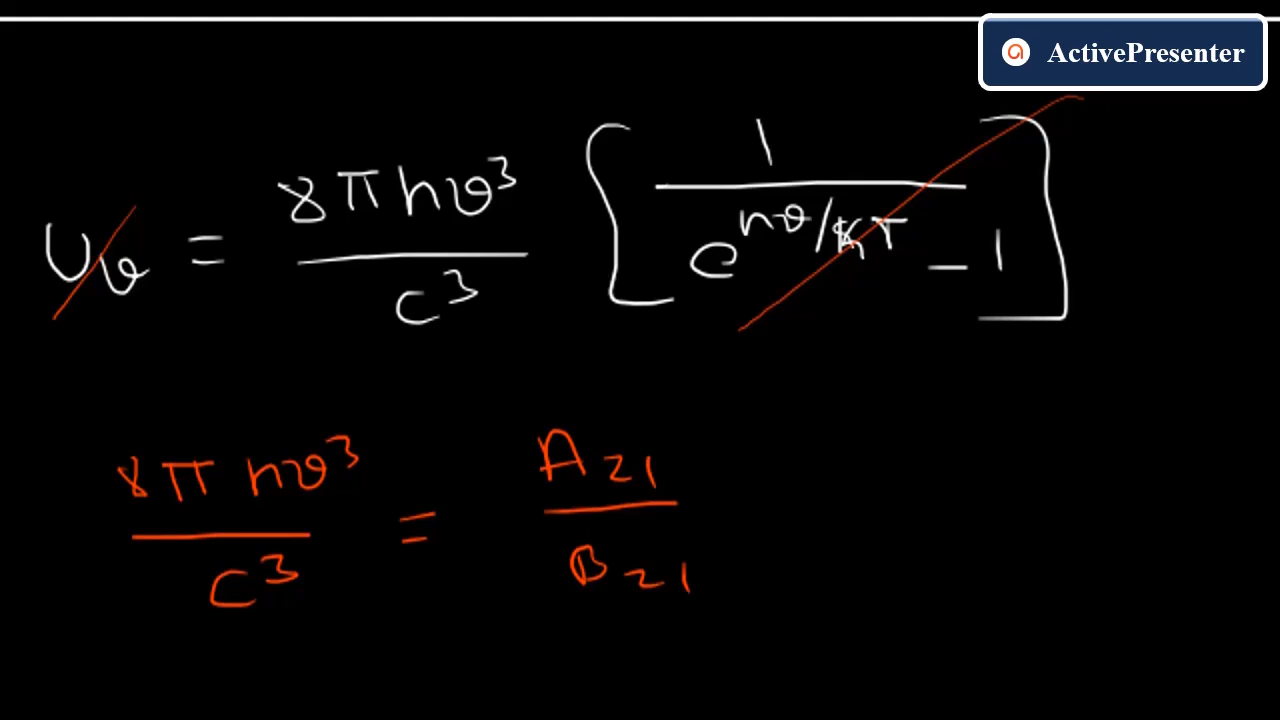 ActivePresenter
Uν = 8πhν³/c³ [1/(e^(hν/KT) − 1)]
8πhν³/c³ = A₂₁/B₂₁